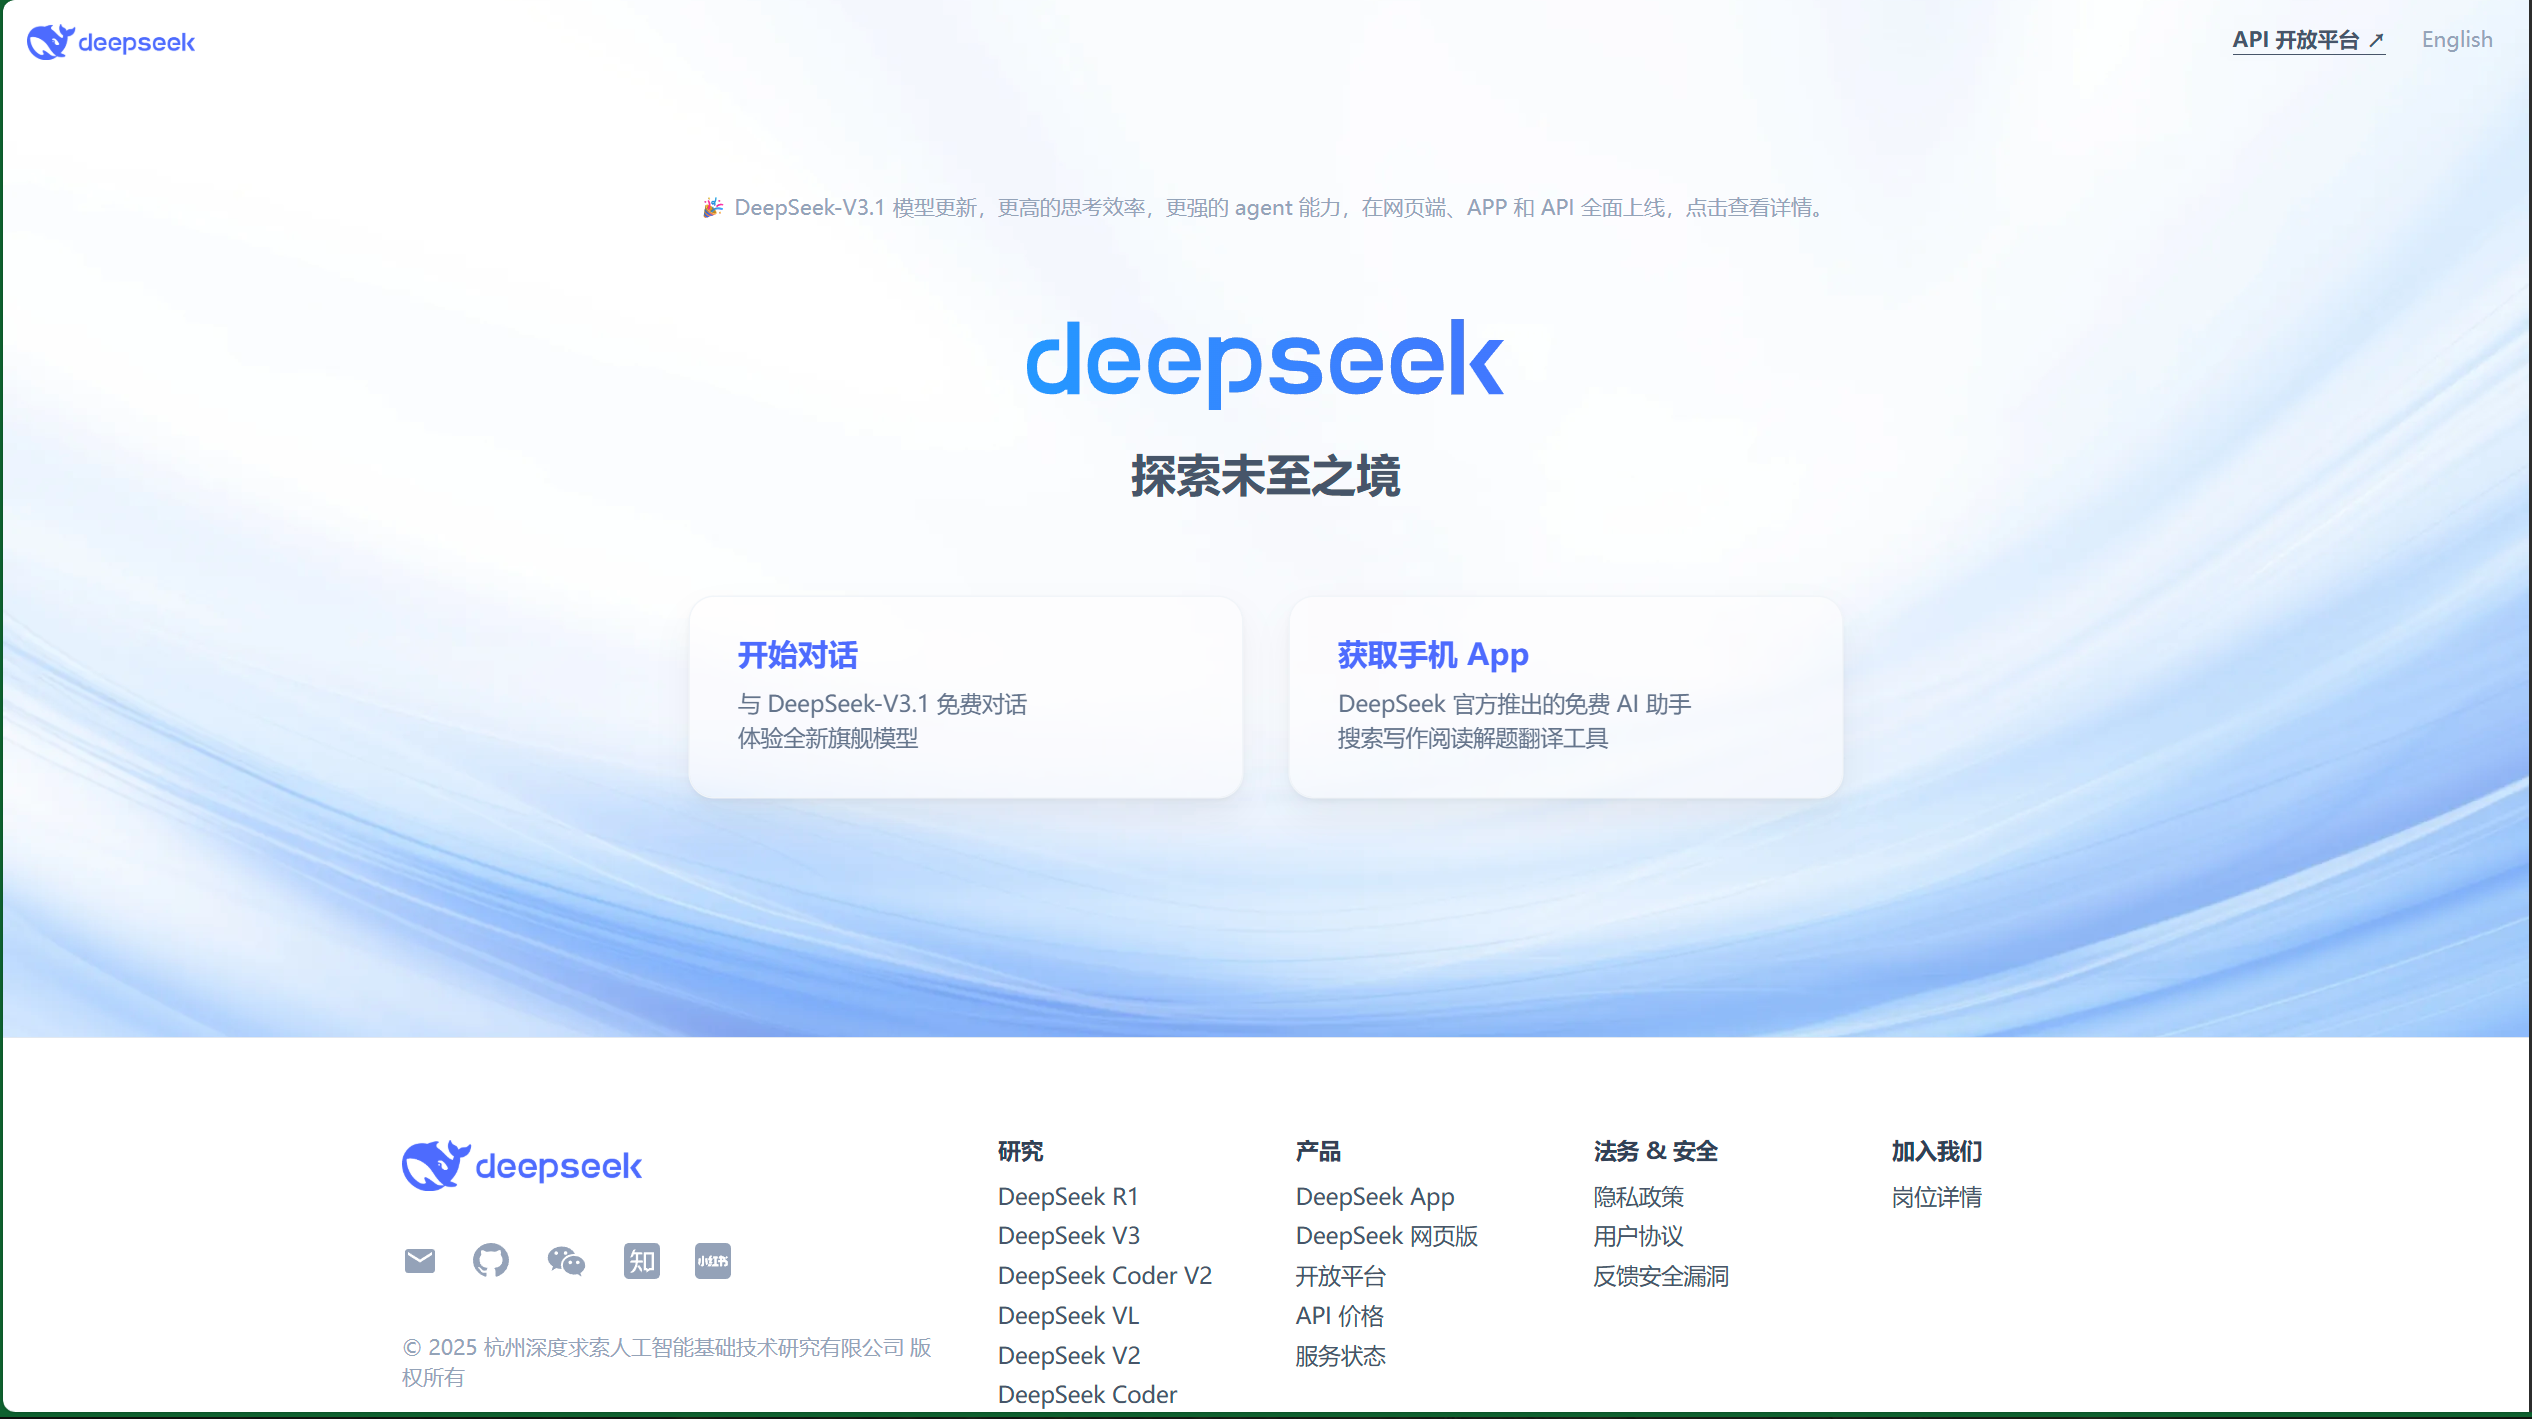 deepseek
API 开放平台 ↗
English
🎉 DeepSeek-V3.1 模型更新，更高的思考效率，更强的 agent 能力，在网页端、APP 和 API 全面上线，点击查看详情。
deepseek
探索未至之境
开始对话
与 DeepSeek-V3.1 免费对话
体验全新旗舰模型
获取手机 App
DeepSeek 官方推出的免费 AI 助手
搜索写作阅读解题翻译工具
deepseek
知
小红书
© 2025 杭州深度求索人工智能基础技术研究有限公司 版
权所有
研究
DeepSeek R1
DeepSeek V3
DeepSeek Coder V2
DeepSeek VL
DeepSeek V2
DeepSeek Coder
产品
DeepSeek App
DeepSeek 网页版
开放平台
API 价格
服务状态
法务 & 安全
隐私政策
用户协议
反馈安全漏洞
加入我们
岗位详情